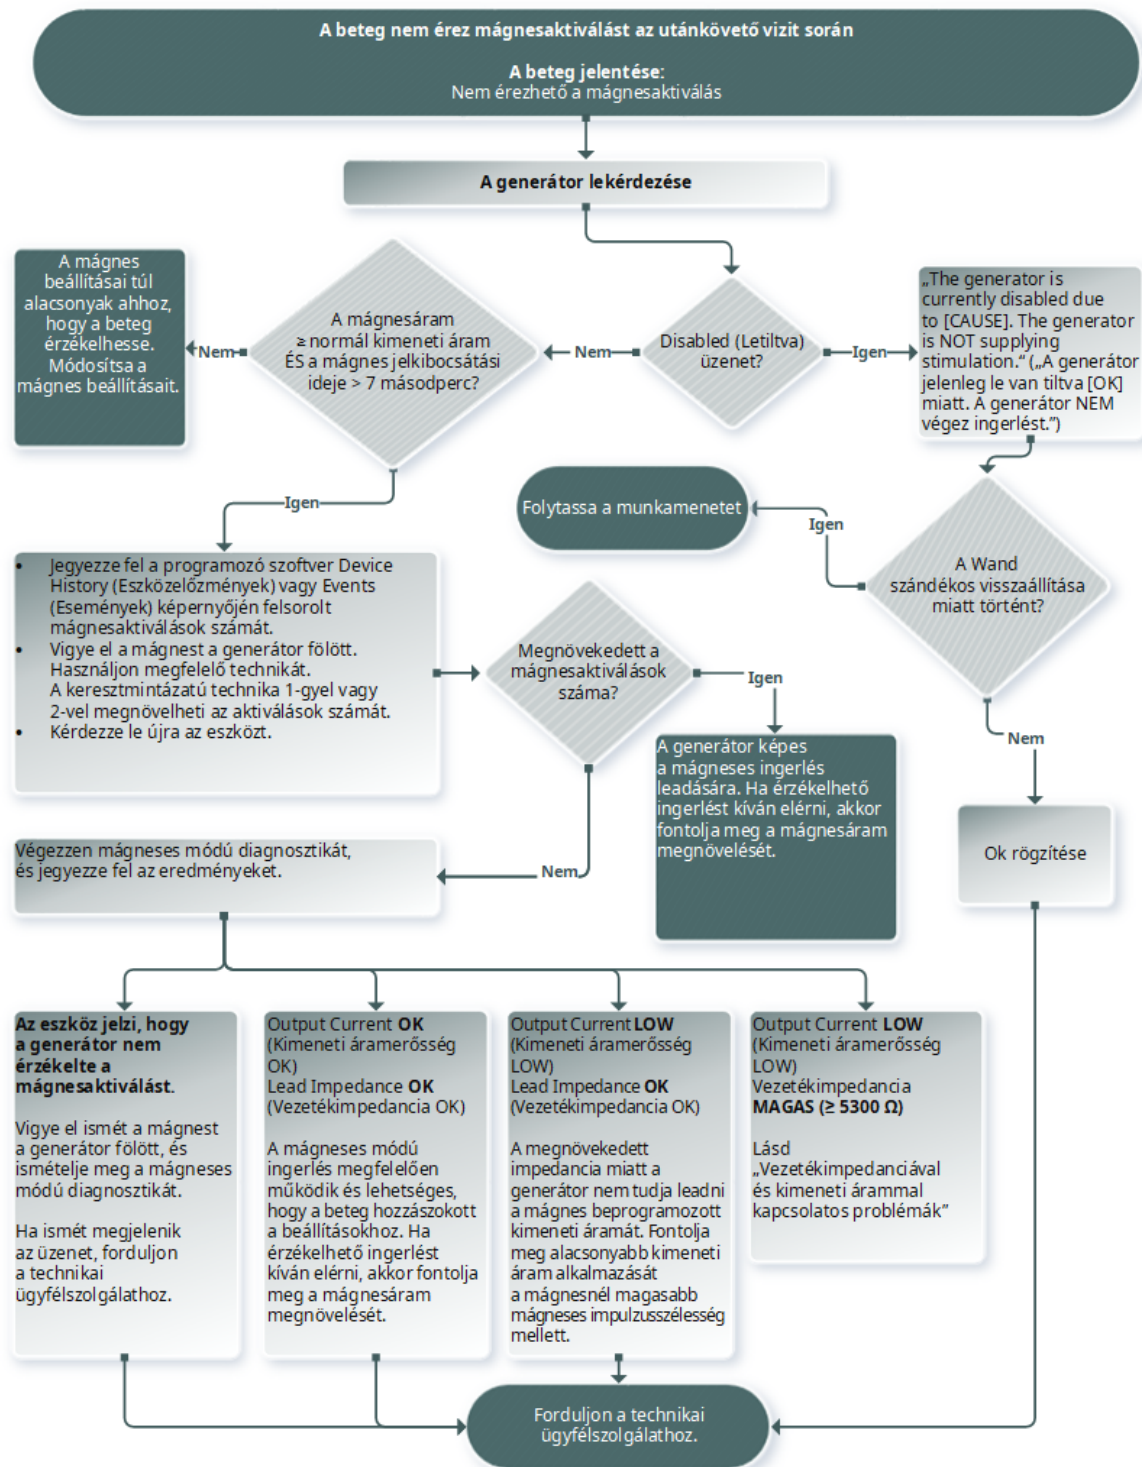 A beteg nem érez mágnesaktiválást az utánkövető vizit során
A beteg jelentése:
Nem érezhető a mágnesaktiválás
A generátor lekérdezése
A mágnes
beállításai túl
alacsonyak ahhoz,
hogy a beteg
érzékelhesse.
Módosítsa a
mágnes beállításait.
Nem
A mágnesáram
≥ normál kimeneti áram
ÉS a mágnes jelkibocsátási
ideje > 7 másodperc?
Nem
Disabled (Letiltva)
üzenet?
Igen
„The generator is
currently disabled due
to [CAUSE]. The generator
is NOT supplying
stimulation.“ („A generátor
jelenleg le van tiltva [OK]
miatt. A generátor NEM
végez ingerlést.”)
Igen
Folytassa a munkamenetet
Igen
A Wand
szándékos visszaállítása
miatt történt?
• Jegyezze fel a programozó szoftver Device
History (Eszközelőzmények) vagy Events
(Események) képernyőjén felsorolt
mágnesaktiválások számát.
• Vigye el a mágnest a generátor fölött.
Használjon megfelelő technikát.
A keresztmintázatú technika 1-gyel vagy
2-vel megnövelheti az aktiválások számát.
• Kérdezze le újra az eszközt.
Megnövekedett a
mágnesaktiválások
száma?
Igen
Nem
A generátor képes
a mágneses ingerlés
leadására. Ha érzékelhető
ingerlést kíván elérni, akkor
fontolja meg a mágnesáram
megnövelését.
Ok rögzítése
Végezzen mágneses módú diagnosztikát,
és jegyezze fel az eredményeket.
Nem
Az eszköz jelzi, hogy
a generátor nem
érzékelte a
mágnesaktiválást.
Vigye el ismét a mágnest
a generátor fölött, és
ismételje meg a mágneses
módú diagnosztikát.
Ha ismét megjelenik
az üzenet, forduljon
a technikai
ügyfélszolgálathoz.
Output Current OK
(Kimeneti áramerősség
OK)
Lead Impedance OK
(Vezetékimpedancia OK)
A mágneses módú
ingerlés megfelelően
működik és lehetséges,
hogy a beteg hozzászokott
a beállításokhoz. Ha
érzékelhető ingerlést
kíván elérni, akkor fontolja
meg a mágnesáram
megnövelését.
Output Current LOW
(Kimeneti áramerősség
LOW)
Lead Impedance OK
(Vezetékimpedancia OK)
A megnövekedett
impedancia miatt a
generátor nem tudja leadni
a mágnes beprogramozott
kimeneti áramát. Fontolja
meg alacsonyabb kimeneti
áram alkalmazását
a mágnesnél magasabb
mágneses impulzusszélesség
mellett.
Output Current LOW
(Kimeneti áramerősség
LOW)
Vezetékimpedancia
MAGAS (≥ 5300 Ω)
Lásd
„Vezetékimpedanciával
és kimeneti árammal
kapcsolatos problémák”
Forduljon a technikai
ügyfélszolgálathoz.